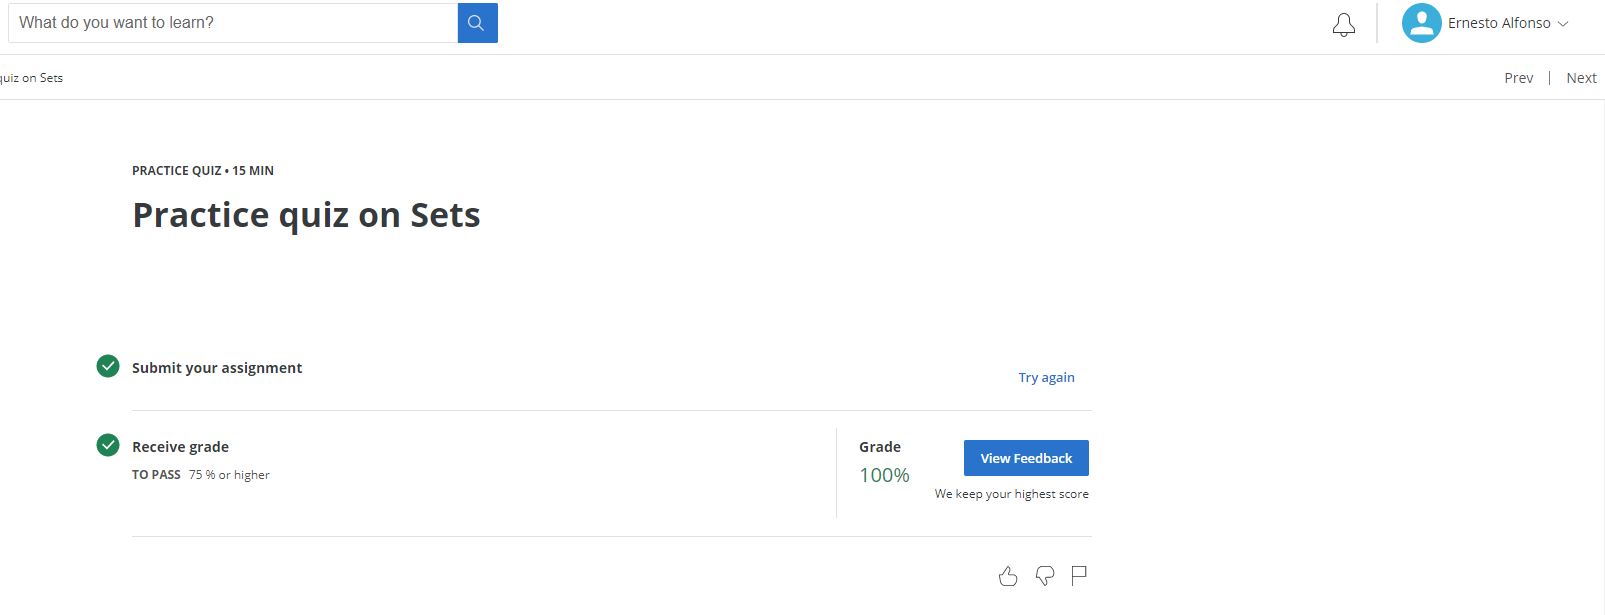 What do you want to learn?
Ernesto Alfonso
quiz on Sets
Prev | Next
PRACTICE QUIZ • 15 MIN
Practice quiz on Sets
Submit your assignment
Try again
Receive grade
TO PASS 75 % or higher
Grade
100%
View Feedback
We keep your highest score